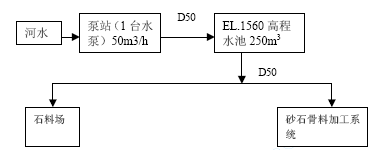 D50
河水
泵站（1 台水
泵）50m3/h
EL.1560 高程
水池 250m³
D50
石料场
砂石骨料加工系
统